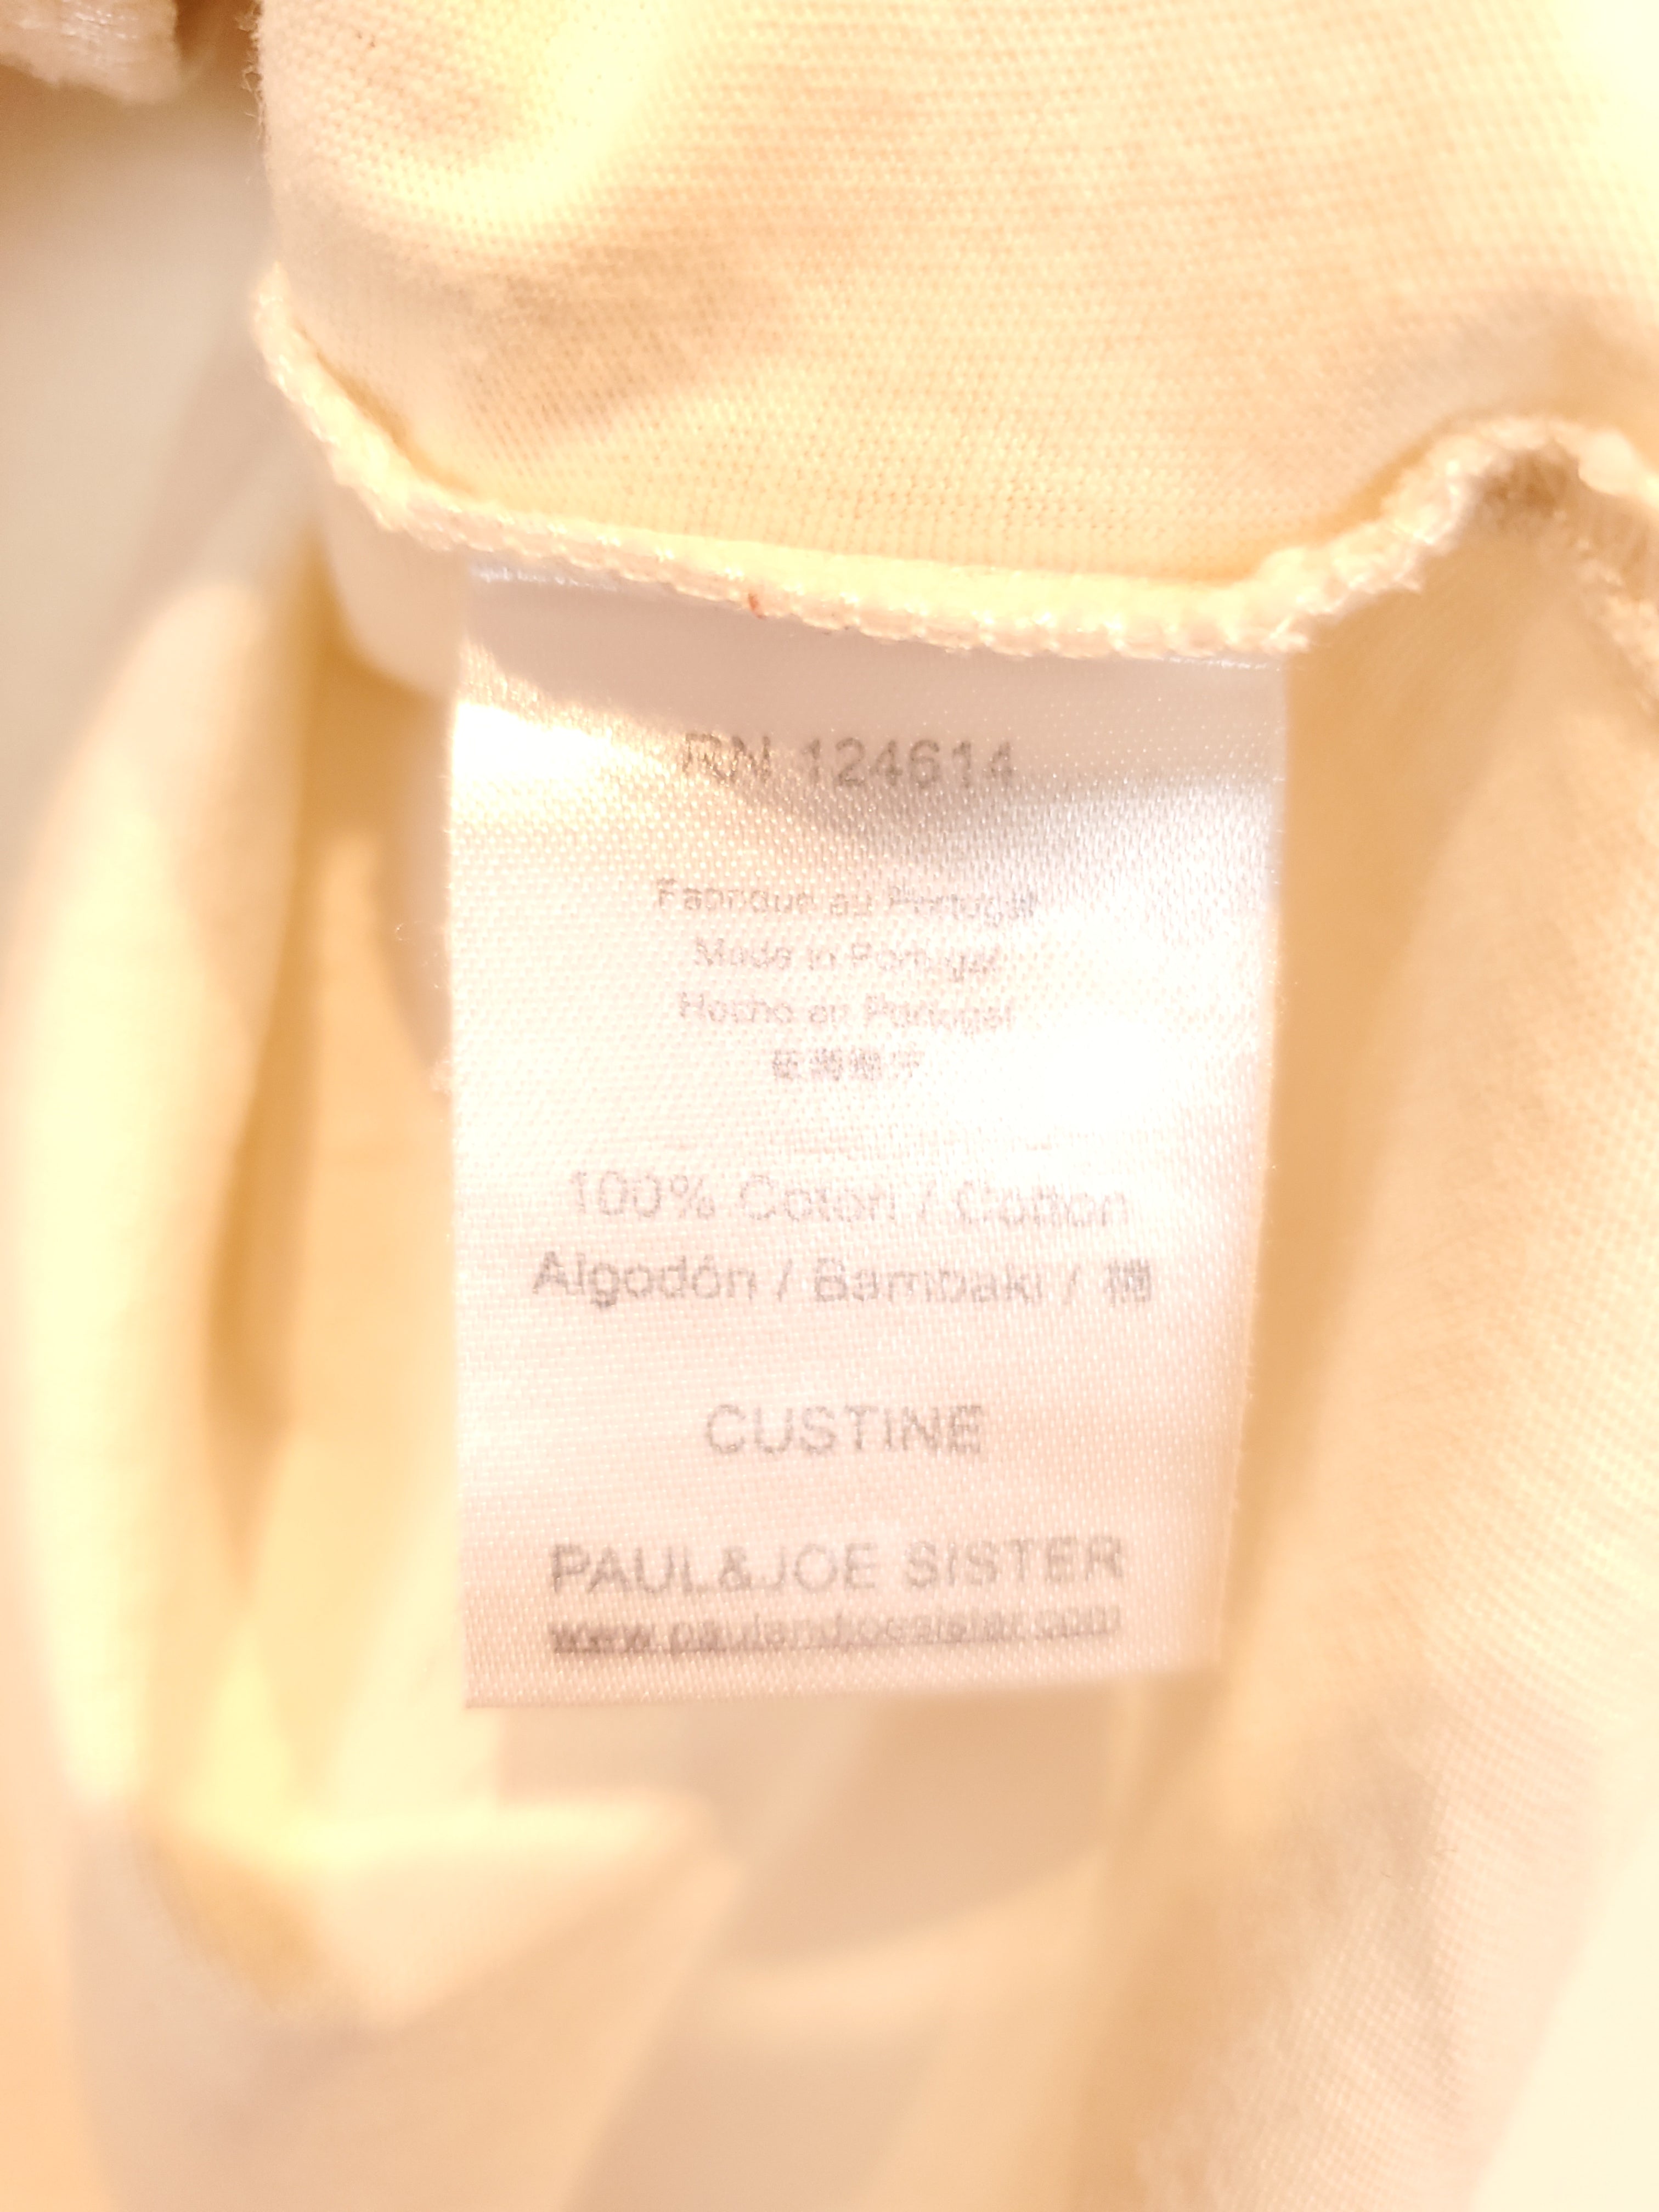 RN 124614
Fabriqué au Portugal
Made in Portugal
Hecho en Portugal
100% Coton / Cotton
Algodón / Bambaki / 棉
CUSTINE
PAUL&JOE SISTER
www.paulandjoesister.com